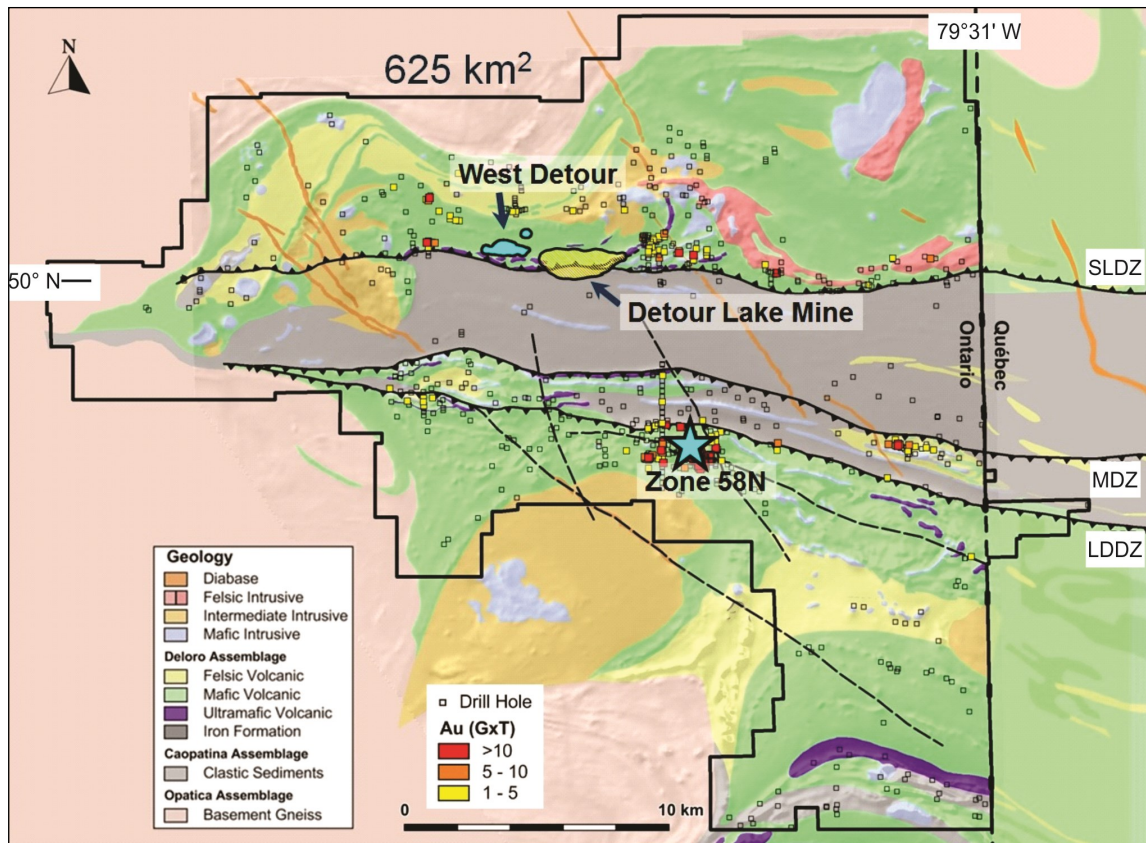 79°31' W
N
625 km²
West Detour
50° N
SLDZ
Detour Lake Mine
Québec
Ontario
Zone 58N
MDZ
LDDZ
Geology
Diabase
Felsic Intrusive
Intermediate Intrusive
Mafic Intrusive
Deloro Assemblage
Felsic Volcanic
Mafic Volcanic
Ultramafic Volcanic
Iron Formation
Caopatina Assemblage
Clastic Sediments
Opatica Assemblage
Basement Gneiss
Drill Hole
Au (GxT)
>10
5 - 10
1 - 5
0 10 km